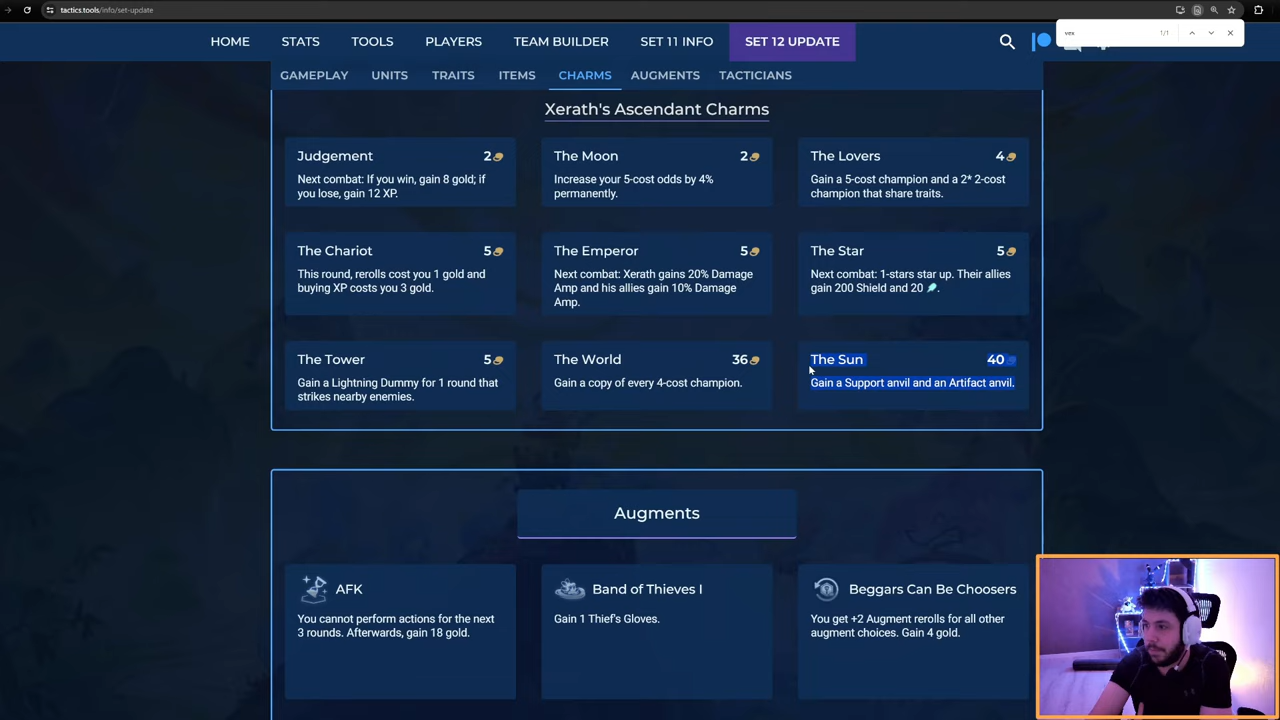 tactics.tools/info/set-update
vex
1/1
HOME
STATS
TOOLS
PLAYERS
TEAM BUILDER
SET 11 INFO
SET 12 UPDATE
GAMEPLAY
UNITS
TRAITS
ITEMS
CHARMS
AUGMENTS
TACTICIANS
Xerath's Ascendant Charms
Judgement 2
Next combat: If you win, gain 8 gold; if
you lose, gain 12 XP.
The Moon 2
Increase your 5-cost odds by 4%
permanently.
The Lovers 4
Gain a 5-cost champion and a 2* 2-cost
champion that share traits.
The Chariot 5
This round, rerolls cost you 1 gold and
buying XP costs you 3 gold.
The Emperor 5
Next combat: Xerath gains 20% Damage
Amp and his allies gain 10% Damage
Amp.
The Star 5
Next combat: 1-stars star up. Their allies
gain 200 Shield and 20 .
The Tower 5
Gain a Lightning Dummy for 1 round that
strikes nearby enemies.
The World 36
Gain a copy of every 4-cost champion.
The Sun 40
Gain a Support anvil and an Artifact anvil.
Augments
AFK
You cannot perform actions for the next
3 rounds. Afterwards, gain 18 gold.
Band of Thieves I
Gain 1 Thief's Gloves.
Beggars Can Be Choosers
You get +2 Augment rerolls for all other
augment choices. Gain 4 gold.